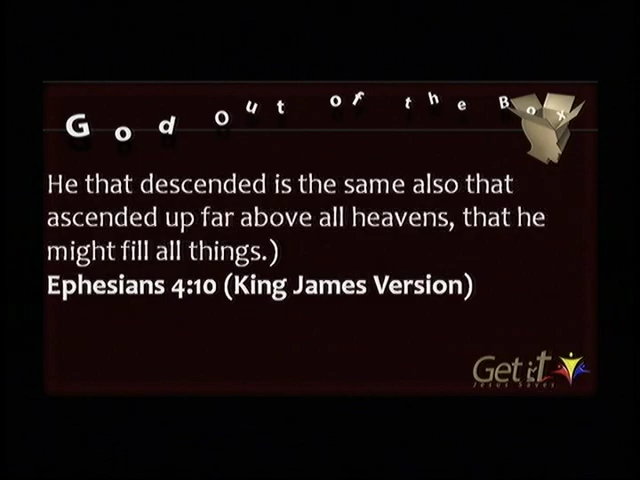 God Out of the Box
He that descended is the same also that
ascended up far above all heavens, that he
might fill all things.)
Ephesians 4:10 (King James Version)
Get it
Jesus Saves